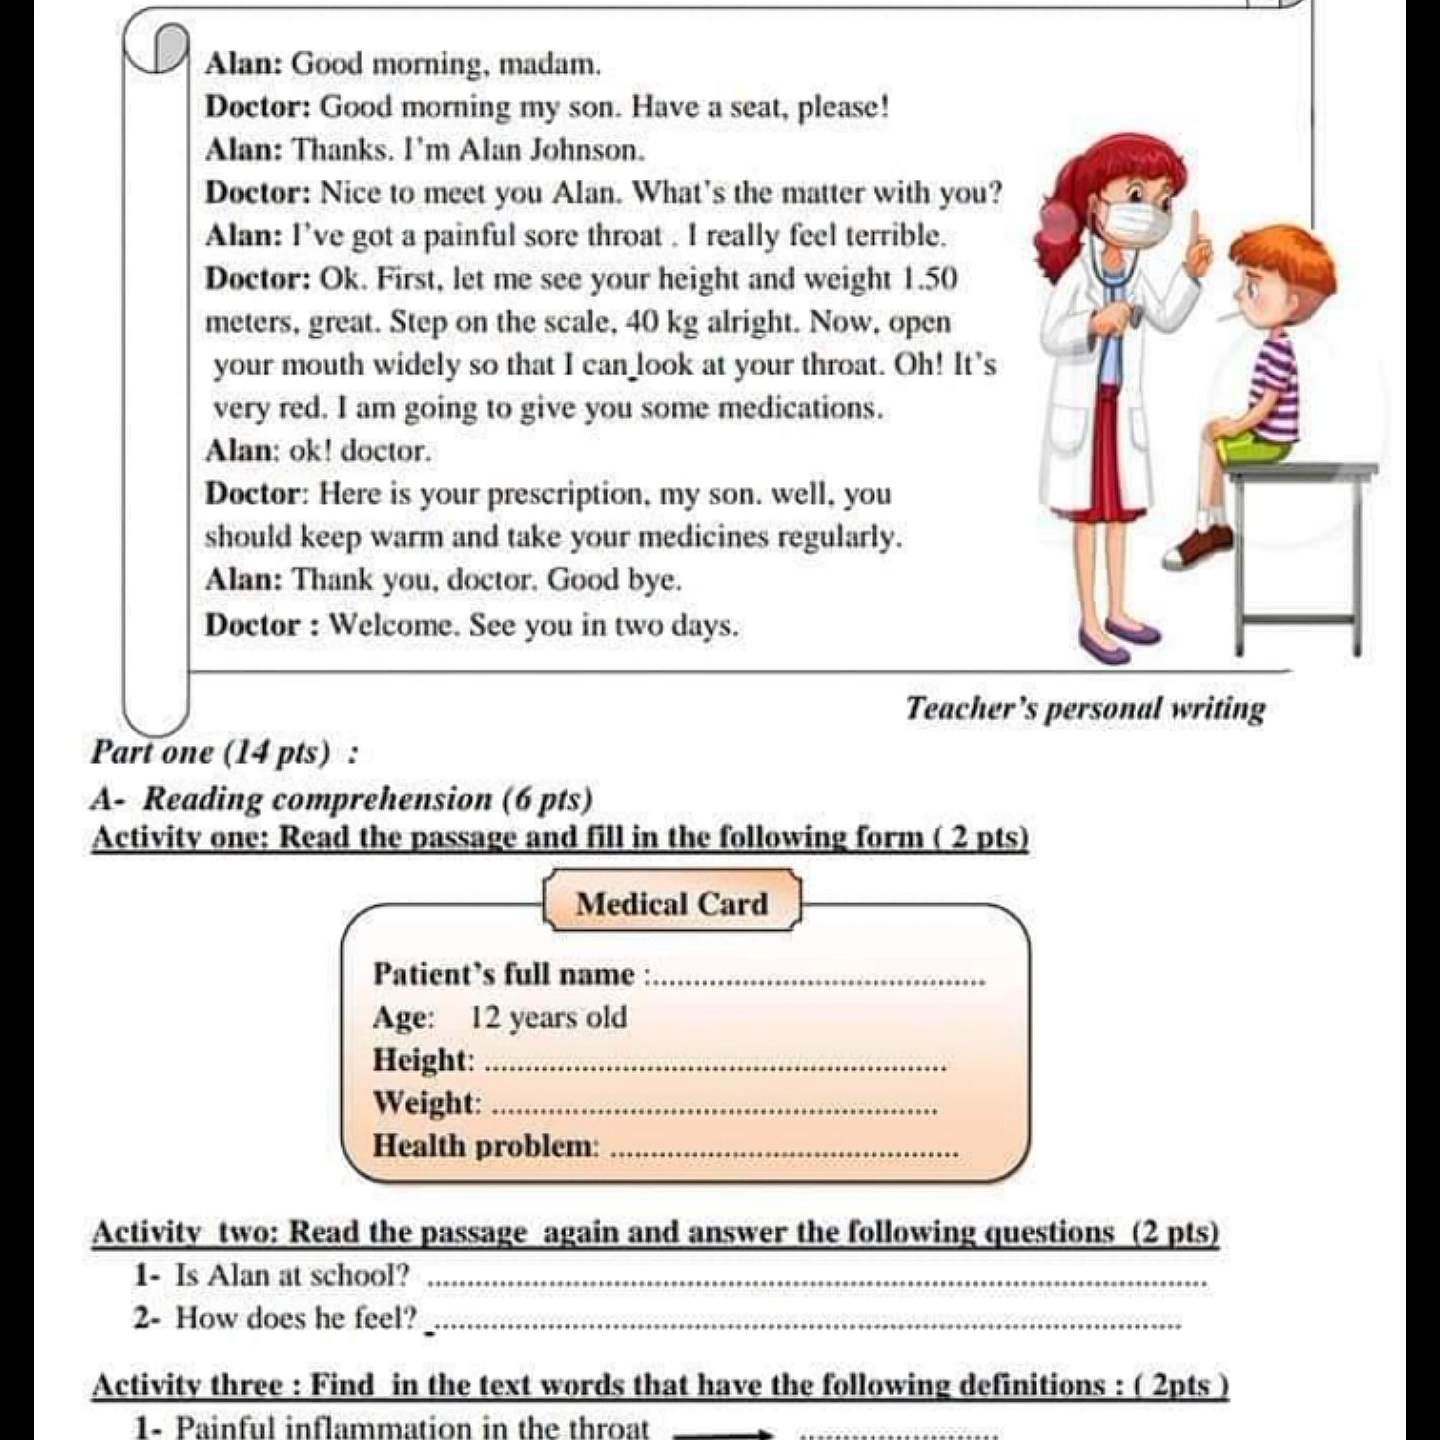 Alan: Good morning, madam.
Doctor: Good morning my son. Have a seat, please!
Alan: Thanks. I'm Alan Johnson.
Doctor: Nice to meet you Alan. What's the matter with you?
Alan: I've got a painful sore throat . I really feel terrible.
Doctor: Ok. First, let me see your height and weight 1.50
meters, great. Step on the scale, 40 kg alright. Now, open
your mouth widely so that I can look at your throat. Oh! It's
very red. I am going to give you some medications.
Alan: ok! doctor.
Doctor: Here is your prescription, my son. well, you
should keep warm and take your medicines regularly.
Alan: Thank you, doctor. Good bye.
Doctor : Welcome. See you in two days.
Teacher's personal writing
Part one (14 pts) :
A- Reading comprehension (6 pts)
Activity one: Read the passage and fill in the following form ( 2 pts)
Medical Card
Patient's full name :........................................
Age: 12 years old
Height: ........................................................
Weight: ......................................................
Health problem: ..........................................
Activity two: Read the passage again and answer the following questions (2 pts)
1- Is Alan at school? ................................................................................................
2- How does he feel? ............................................................................................
Activity three : Find in the text words that have the following definitions : ( 2pts )
1- Painful inflammation in the throat → ........................